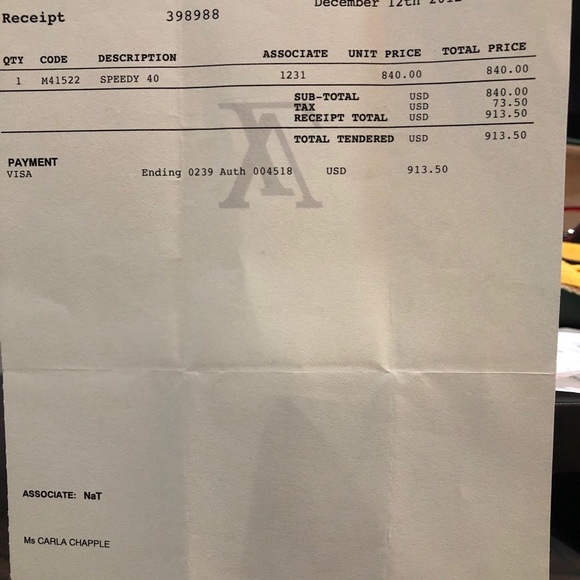 December 12th 2012
Receipt 398988
QTY CODE DESCRIPTION ASSOCIATE UNIT PRICE TOTAL PRICE
1 M41522 SPEEDY 40 1231 840.00 840.00
SUB-TOTAL USD 840.00
TAX USD 73.50
RECEIPT TOTAL USD 913.50
TOTAL TENDERED USD 913.50
PAYMENT
VISA Ending 0239 Auth 004518 USD 913.50
ASSOCIATE: NaT
Ms CARLA CHAPPLE